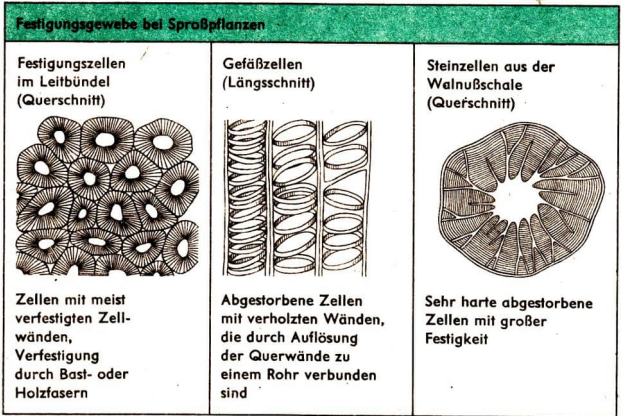 Festigungsgewebe bei Sproßpflanzen
Festigungszellen
im Leitbündel
(Querschnitt)
Gefäßzellen
(Längsschnitt)
Steinzellen aus der
Walnußschale
(Querschnitt)
Zellen mit meist
verfestigten Zell-
wänden,
Verfestigung
durch Bast- oder
Holzfasern
Abgestorbene Zellen
mit verholzten Wänden,
die durch Auflösung
der Querwände zu
einem Rohr verbunden
sind
Sehr harte abgestorbene
Zellen mit großer
Festigkeit